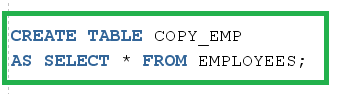 CREATE TABLE COPY_EMP
AS SELECT * FROM EMPLOYEES;